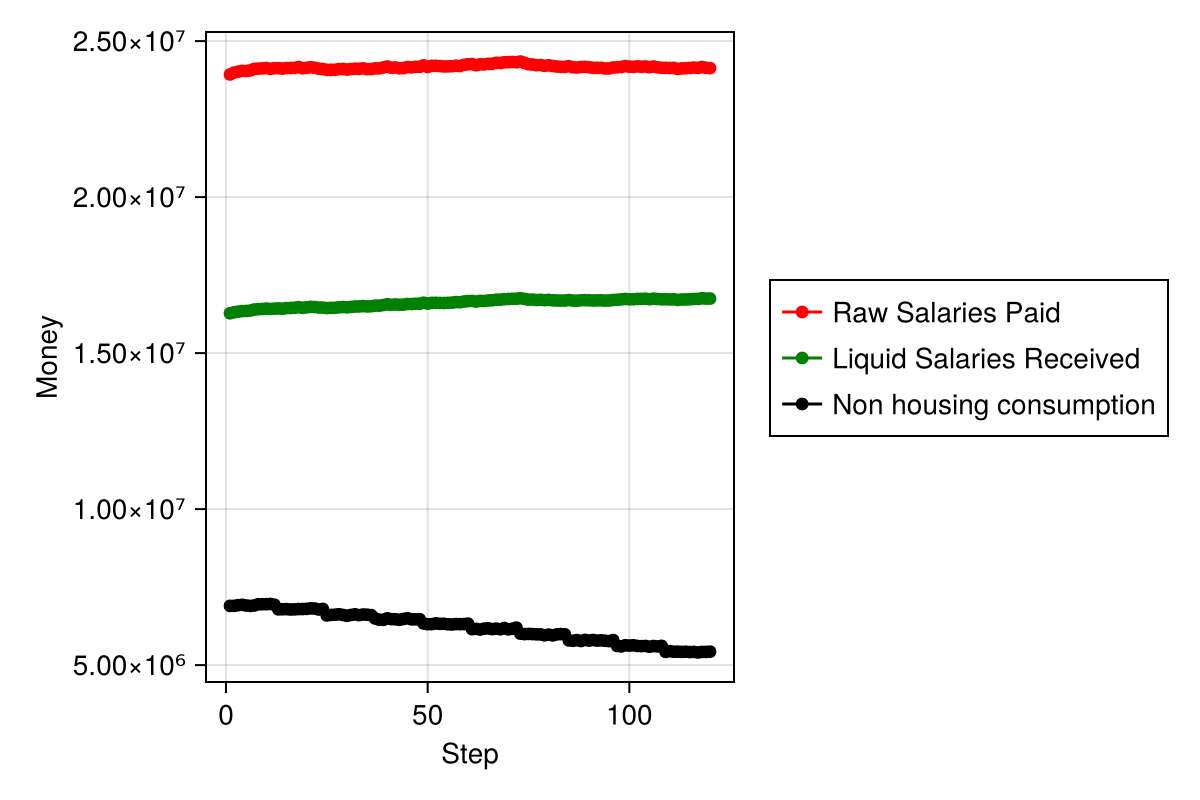 2.50×10⁷
2.00×10⁷
1.50×10⁷
1.00×10⁷
5.00×10⁶
Money
0 50 100
Step
Raw Salaries Paid
Liquid Salaries Received
Non housing consumption